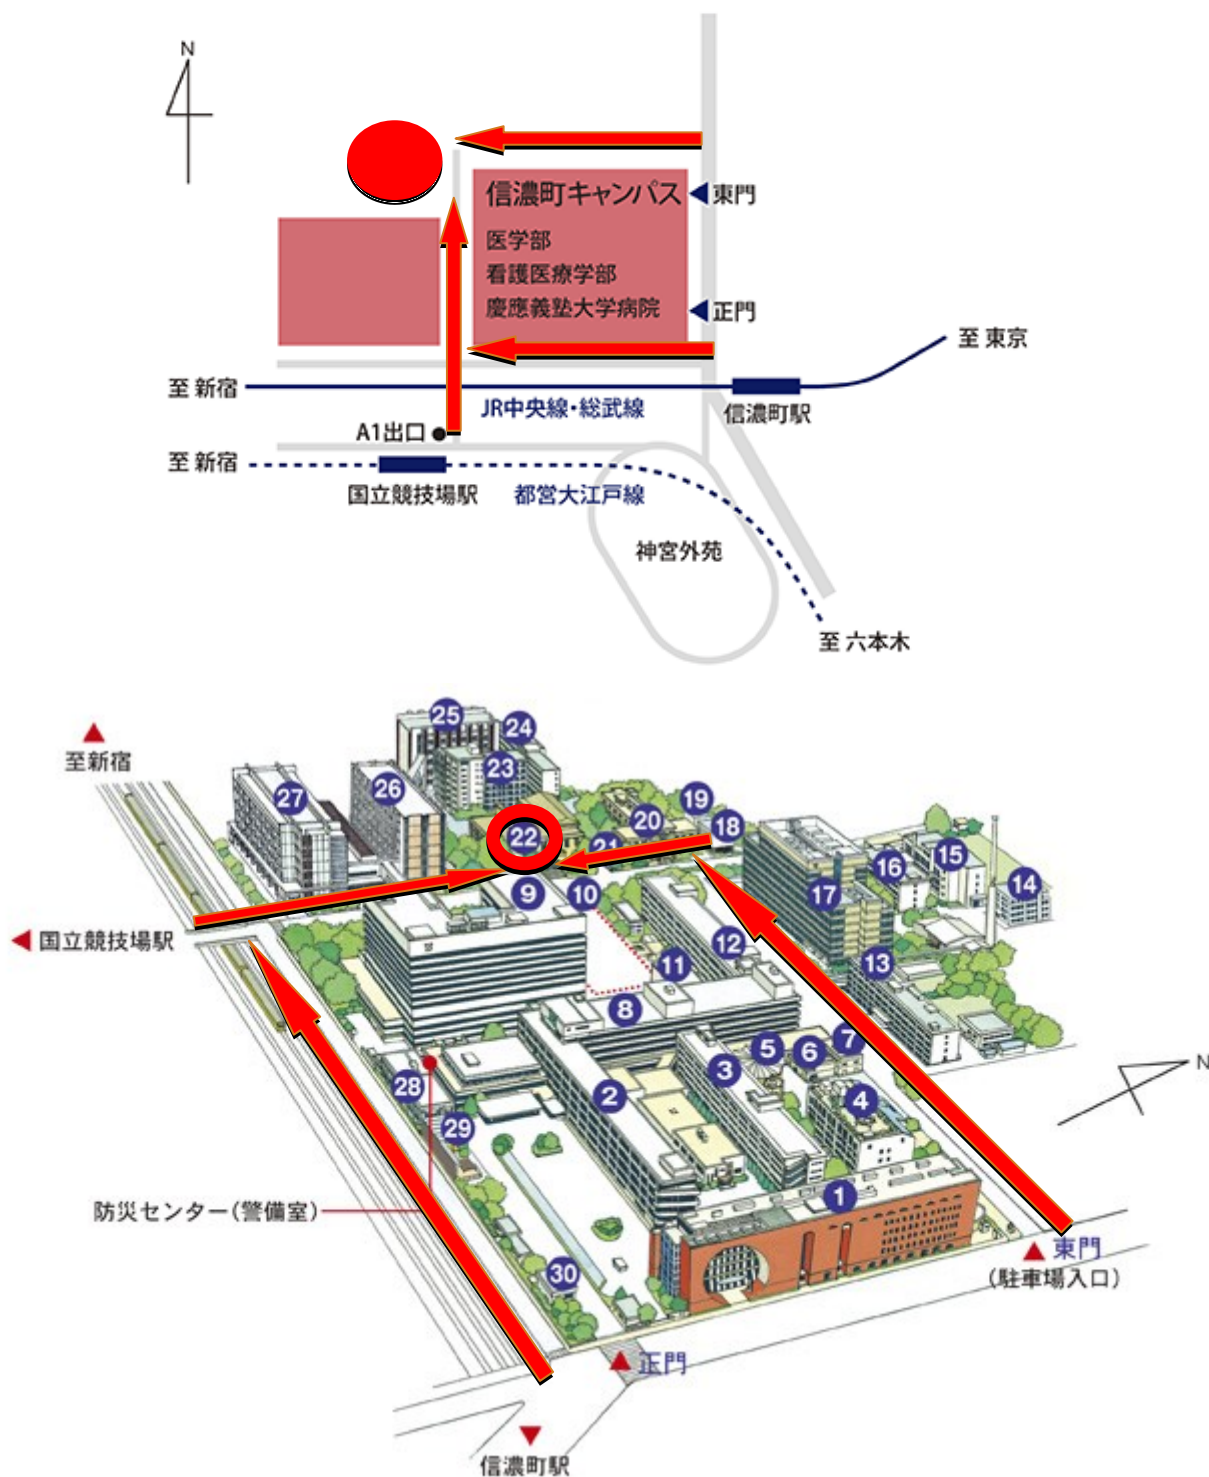 N
信濃町キャンパス
東門
医学部
看護医療学部
慶應義塾大学病院
正門
至 東京
至 新宿
JR中央線・総武線
信濃町駅
A1出口
至 新宿
国立競技場駅
都営大江戸線
神宮外苑
至 六本木
至新宿
25
24
23
27
26
19
20
18
22
21
15
16
14
9
10
17
12
11
13
8
7
5
6
N
3
28
2
4
29
1
防災センター(警備室)
東門
(駐車場入口)
30
正門
国立競技場駅
信濃町駅